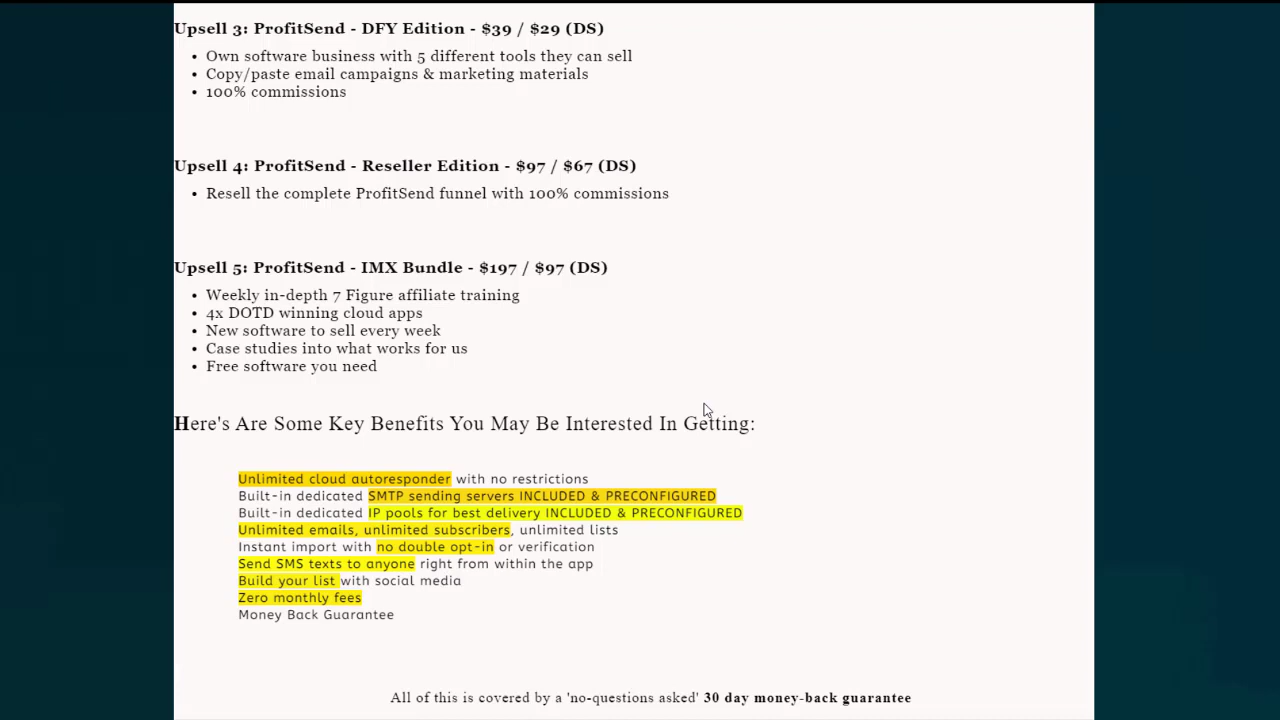 Upsell 3: ProfitSend - DFY Edition - $39 / $29 (DS)
• Own software business with 5 different tools they can sell
• Copy/paste email campaigns & marketing materials
• 100% commissions
Upsell 4: ProfitSend - Reseller Edition - $97 / $67 (DS)
• Resell the complete ProfitSend funnel with 100% commissions
Upsell 5: ProfitSend - IMX Bundle - $197 / $97 (DS)
• Weekly in-depth 7 Figure affiliate training
• 4x DOTD winning cloud apps
• New software to sell every week
• Case studies into what works for us
• Free software you need
Here's Are Some Key Benefits You May Be Interested In Getting:
Unlimited cloud autoresponder with no restrictions
Built-in dedicated SMTP sending servers INCLUDED & PRECONFIGURED
Built-in dedicated IP pools for best delivery INCLUDED & PRECONFIGURED
Unlimited emails, unlimited subscribers, unlimited lists
Instant import with no double opt-in or verification
Send SMS texts to anyone right from within the app
Build your list with social media
Zero monthly fees
Money Back Guarantee
All of this is covered by a 'no-questions asked' 30 day money-back guarantee